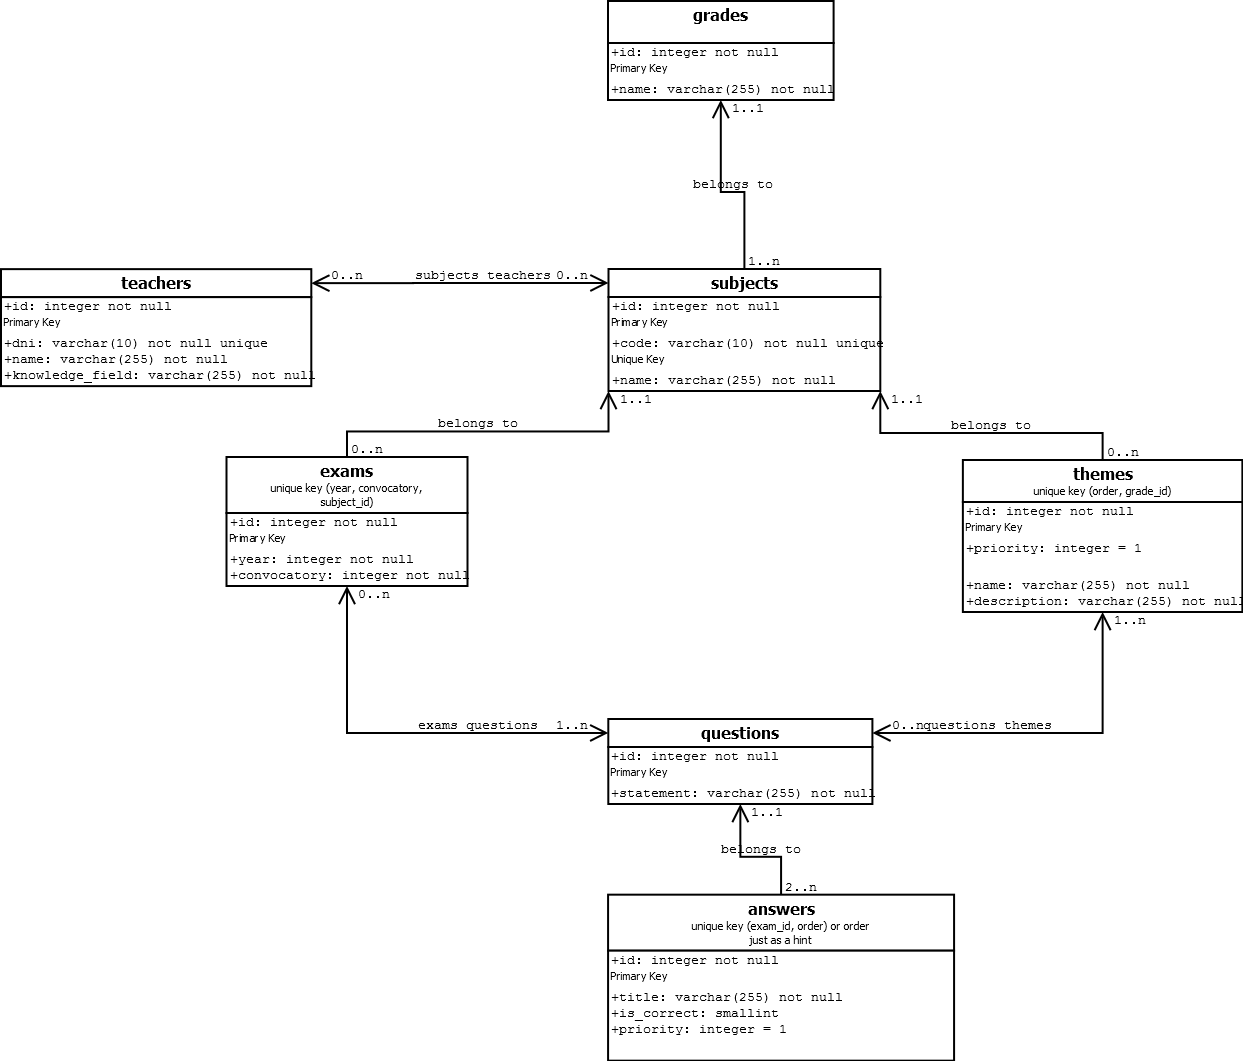 grades
+id: integer not null
Primary Key
+name: varchar(255) not null
1..1
belongs to
1..n
teachers
+id: integer not null
Primary Key
+dni: varchar(10) not null unique
+name: varchar(255) not null
+knowledge_field: varchar(255) not null
0..n
subjects teachers
0..n
subjects
+id: integer not null
Primary Key
+code: varchar(10) not null unique
Unique Key
+name: varchar(255) not null
1..1
belongs to
0..n
1..1
belongs to
0..n
exams
unique key (year, convocatory,
subject_id)
+id: integer not null
Primary Key
+year: integer not null
+convocatory: integer not null
0..n
themes
unique key (order, grade_id)
+id: integer not null
Primary Key
+priority: integer = 1
+name: varchar(255) not null
+description: varchar(255) not null
1..n
exams questions
1..n
0..n
questions themes
questions
+id: integer not null
Primary Key
+statement: varchar(255) not null
1..1
belongs to
2..n
answers
unique key (exam_id, order) or order
just as a hint
+id: integer not null
Primary Key
+title: varchar(255) not null
+is_correct: smallint
+priority: integer = 1